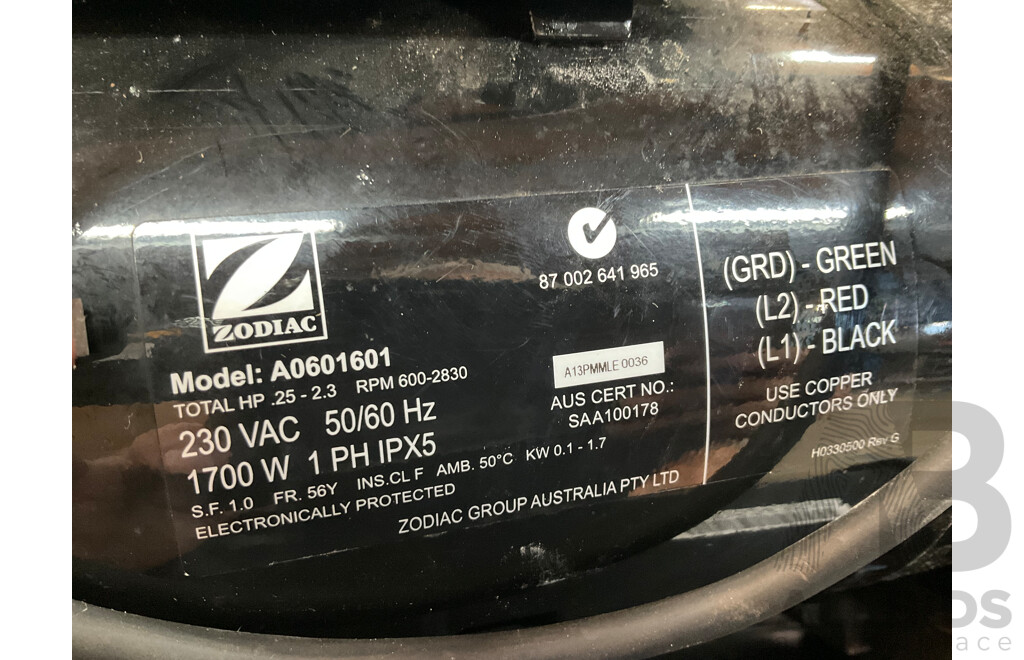 ZODIAC
Model: A0601601
TOTAL HP .25 - 2.3 RPM 600-2830
230 VAC 50/60 Hz
1700 W 1 PH IPX5
S.F. 1.0 FR. 56Y INS.CL F AMB. 50°C KW 0.1 - 1.7
ELECTRONICALLY PROTECTED
ZODIAC GROUP AUSTRALIA PTY LTD
87 002 641 965
A13PMMLE 0036
AUS CERT NO.:
SAA100178
(GRD) - GREEN
(L2) - RED
(L1) - BLACK
USE COPPER
CONDUCTORS ONLY
H0330500 Rev G